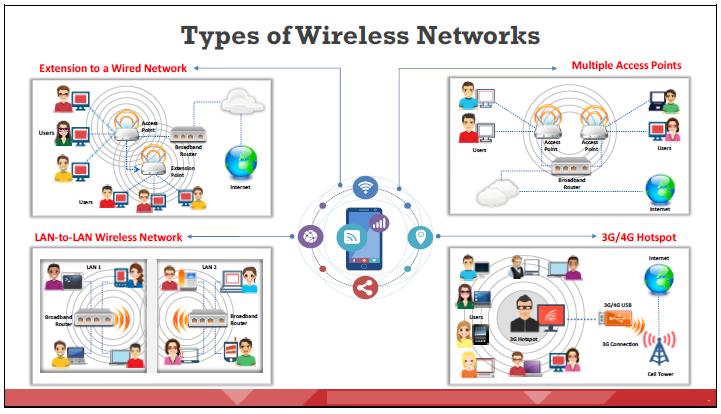 Types of Wireless Networks
Extension to a Wired Network
Users
Access
Point
Broadband
Router
Extension
Point
Internet
Users
Multiple Access Points
Users
Access
Point
Access
Point
Users
Broadband
Router
Internet
LAN-to-LAN Wireless Network
LAN 1
Broadband
Router
LAN 2
Broadband
Router
3G/4G Hotspot
Internet
Users
3G Hotspot
3G/4G USB
3G Connection
Cell Tower